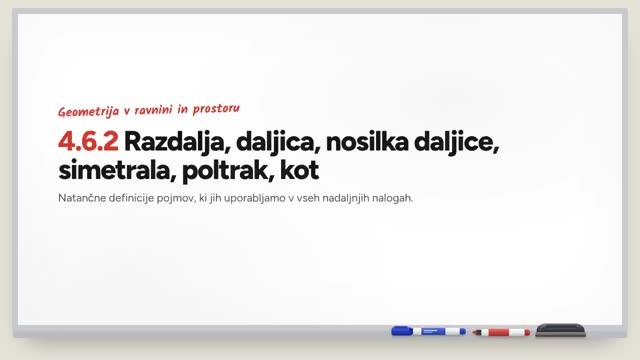 Geometrija v ravnini in prostoru
4.6.2 Razdalja, daljica, nosilka daljice,
simetrala, poltrak, kot
Natančne definicije pojmov, ki jih uporabljamo v vseh nadaljnjih nalogah.